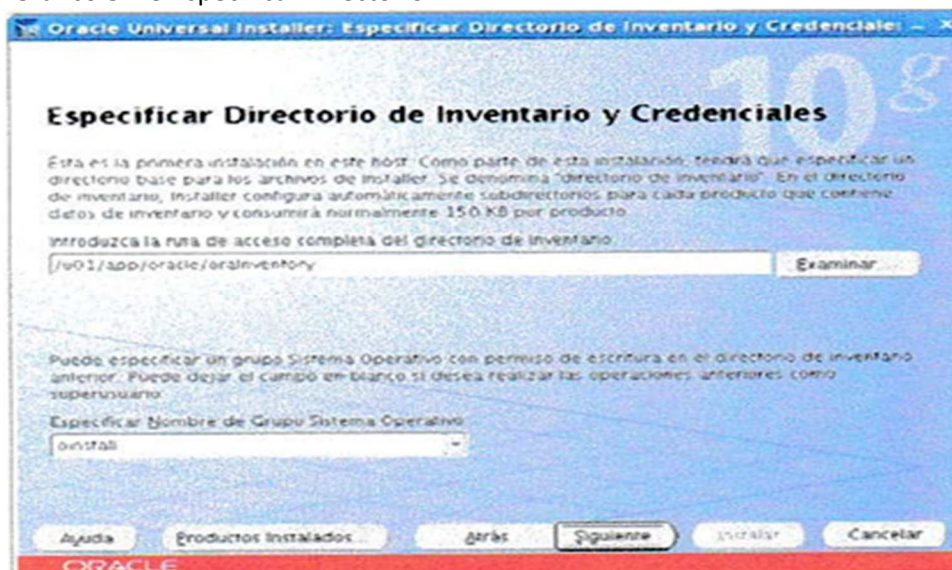 Oracle Universal Installer: Especificar Directorio de Inventario y Credenciales
10g
Especificar Directorio de Inventario y Credenciales
Esta es la primera instalación en este host. Como parte de esta instalación, tendrá que especificar un
directorio base para los archivos de Installer. Se denomina "directorio de inventario". En el directorio
de inventario, Installer configura automáticamente subdirectorios para cada producto que contiene
datos de inventario y consumirá normalmente 150 KB por producto.
Introduzca la ruta de acceso completa del directorio de inventario
/u01/app/oracle/oraInventory
Examinar...
Puede especificar un grupo Sistema Operativo con permiso de escritura en el directorio de inventario
anterior. Puede dejar el campo en blanco si desea realizar las operaciones anteriores como
superusuario
Especificar Nombre de Grupo Sistema Operativo
oinstall
Ayuda
Productos Instalados...
Atrás
Siguiente
Instalar
Cancelar
ORACLE